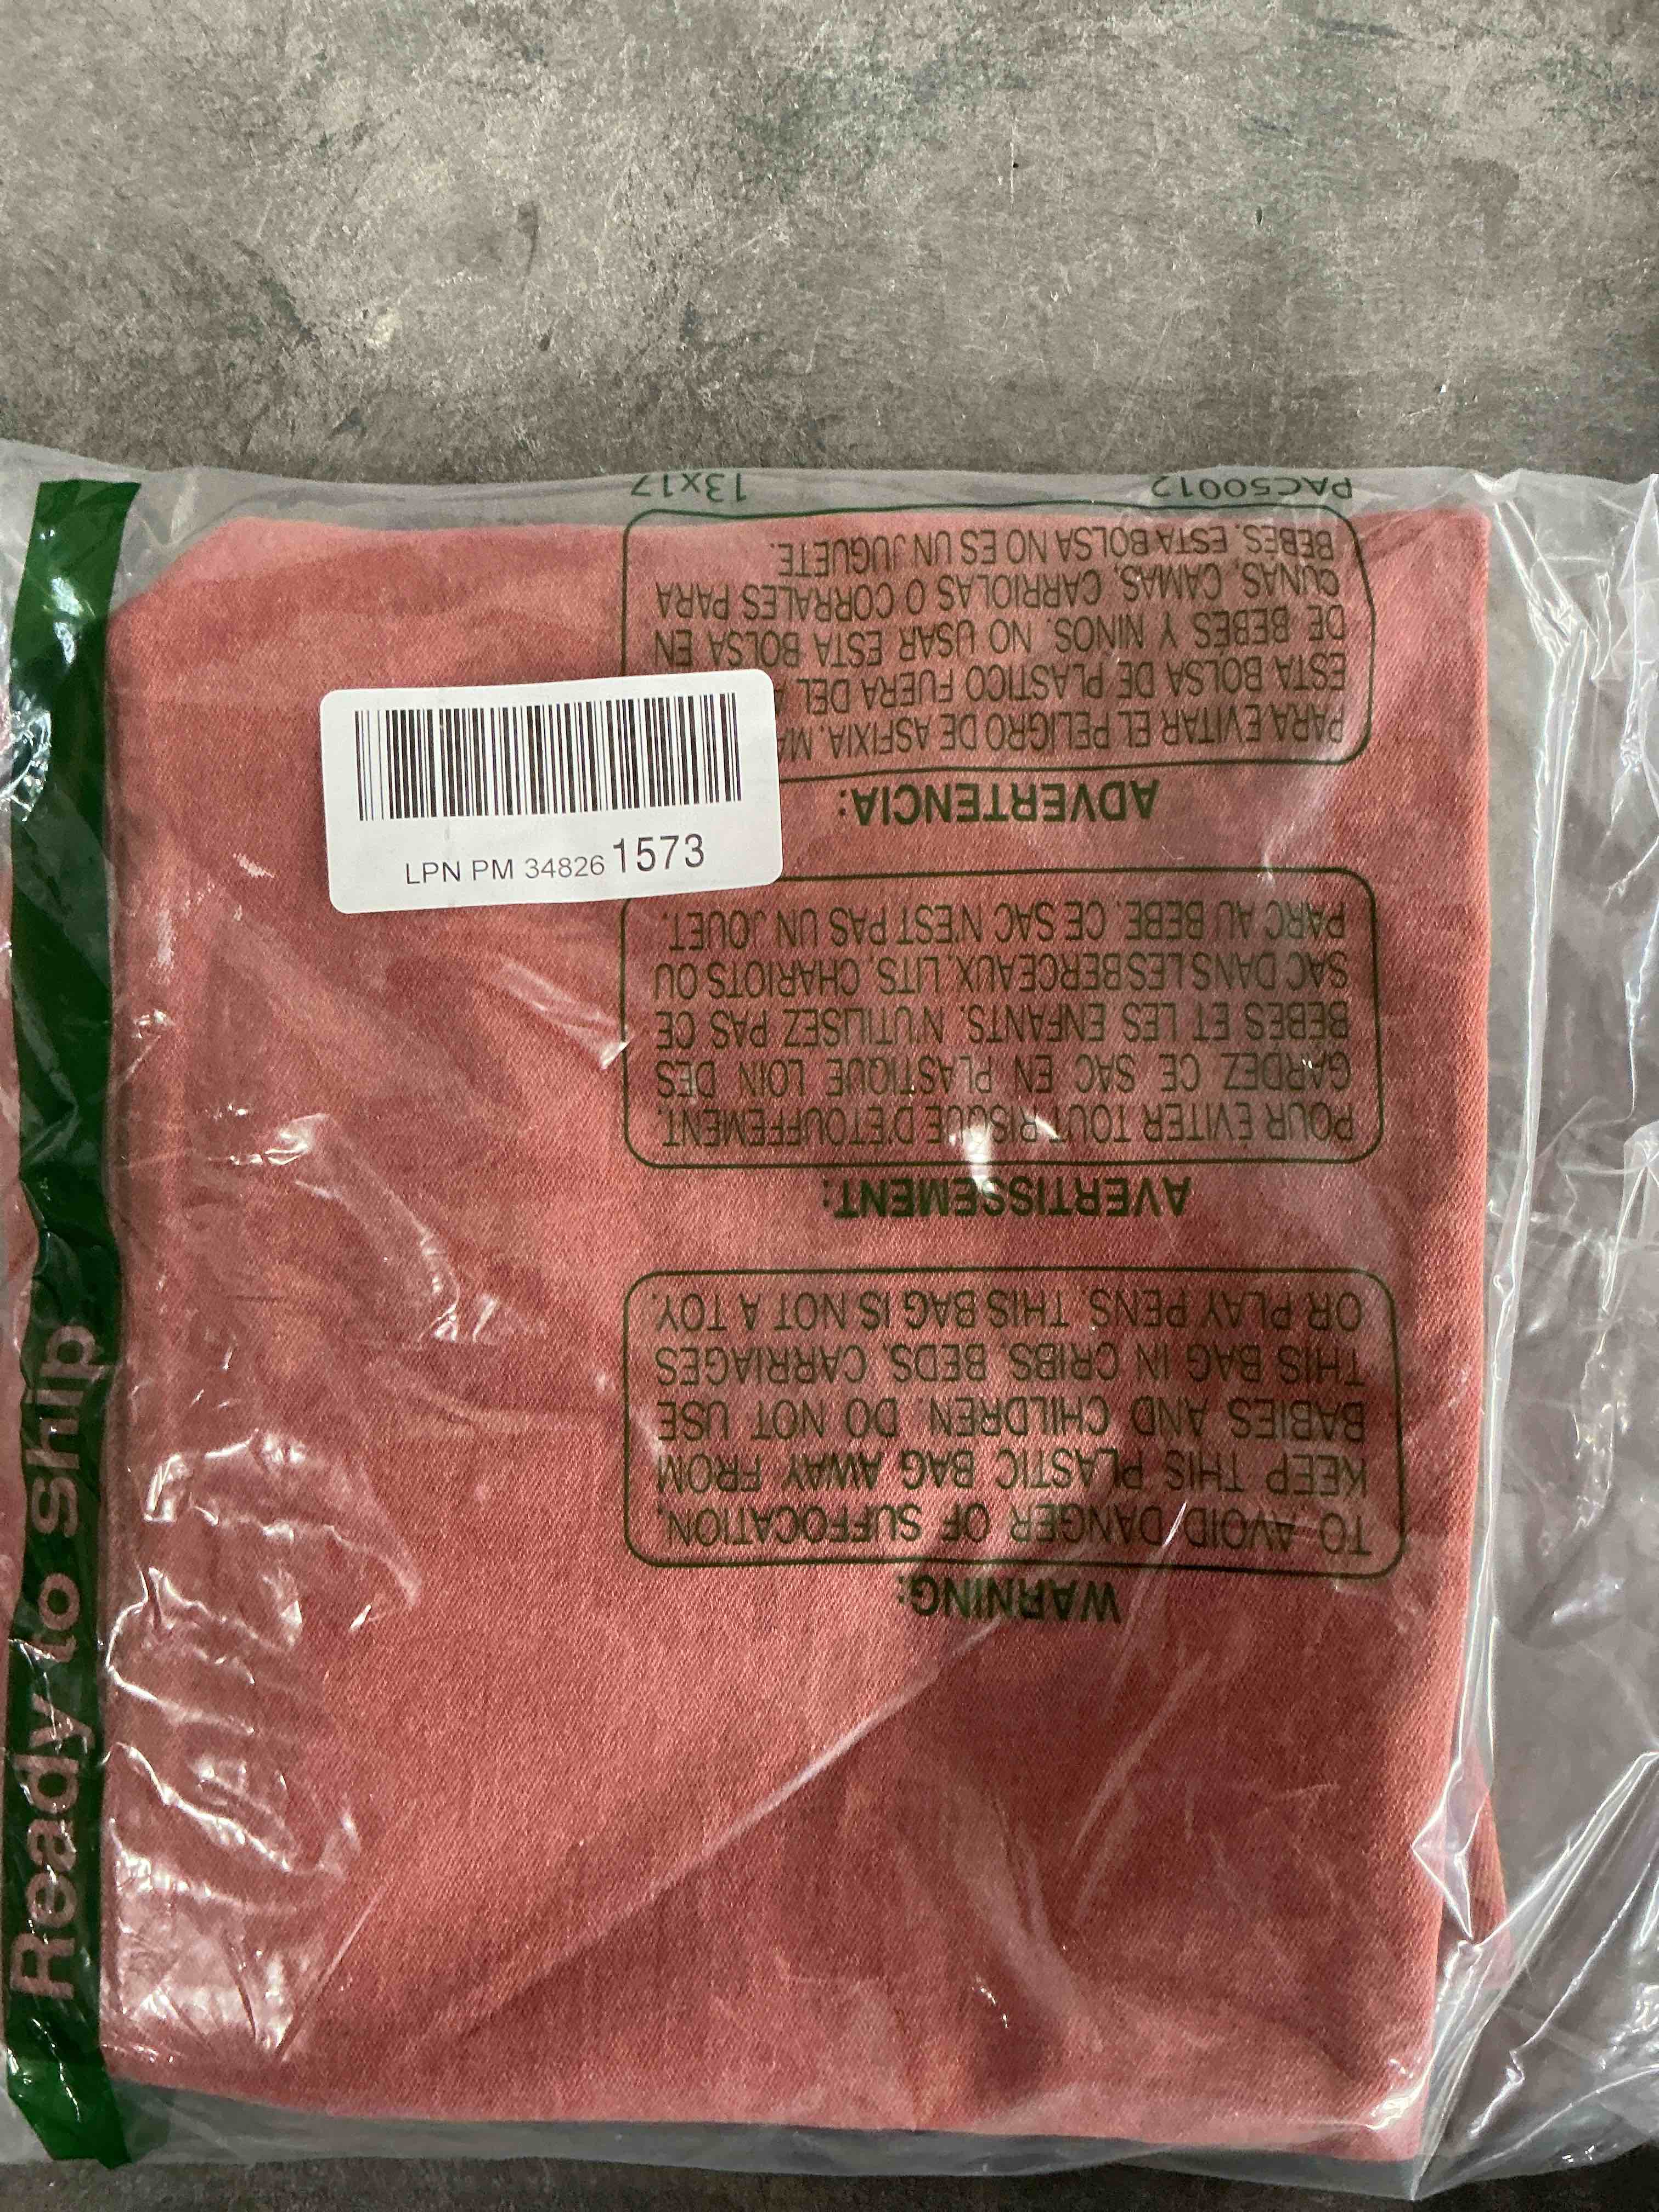 Ready to ship
LPN PM 34826 1573
WARNING:
TO AVOID DANGER OF SUFFOCATION,
KEEP THIS PLASTIC BAG AWAY FROM
BABIES AND CHILDREN. DO NOT USE
THIS BAG IN CRIBS, BEDS, CARRIAGES
OR PLAY PENS. THIS BAG IS NOT A TOY.
AVERTISSEMENT:
POUR EVITER TOUT RISQUE D'ETOUFFEMENT.
GARDEZ CE SAC EN PLASTIQUE LOIN DES
BEBES ET LES ENFANTS. N'UTILISEZ PAS CE
SAC DANS LES BERCEAUX, LITS, CHARIOTS OU
PARC AU BEBE. CE SAC N'EST PAS UN JOUET.
ADVERTENCIA:
PARA EVITAR EL PELIGRO DE ASFIXIA. MA
ESTA BOLSA DE PLASTICO FUERA DEL
DE BEBES Y NINOS. NO USAR ESTA BOLSA EN
CUNAS, CAMAS, CARRIOLAS O CORRALES PARA
BEBES. ESTA BOLSA NO ES UN JUGUETE.
PAC50012 13x17